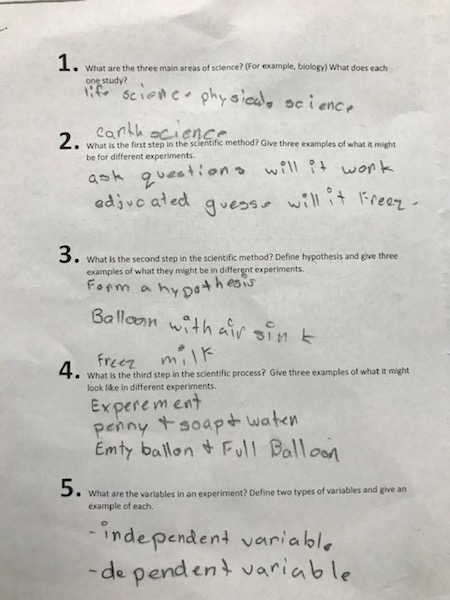 1. What are the three main areas of science? (For example, biology) What does each
one study?
life science physical science
earth science
2. What is the first step in the scientific method? Give three examples of what it might
be for different experiments.
ask questions will it work
adjucated guess will it Freez.
3. What is the second step in the scientific method? Define hypothesis and give three
examples of what they might be in different experiments.
Form a hypothesis
Balloon with air sink
Freez milk
4. What is the third step in the scientific process? Give three examples of what it might
look like in different experiments.
Experement
penny + soap + water
Emty ballon + Full Balloon
5. What are the variables in an experiment? Define two types of variables and give an
example of each.
-independent variable
-dependent variable